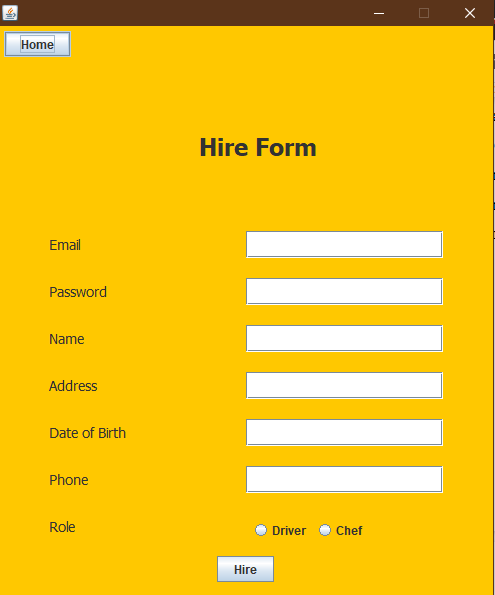 Home
Hire Form
Email
Password
Name
Address
Date of Birth
Phone
Role Driver Chef
Hire